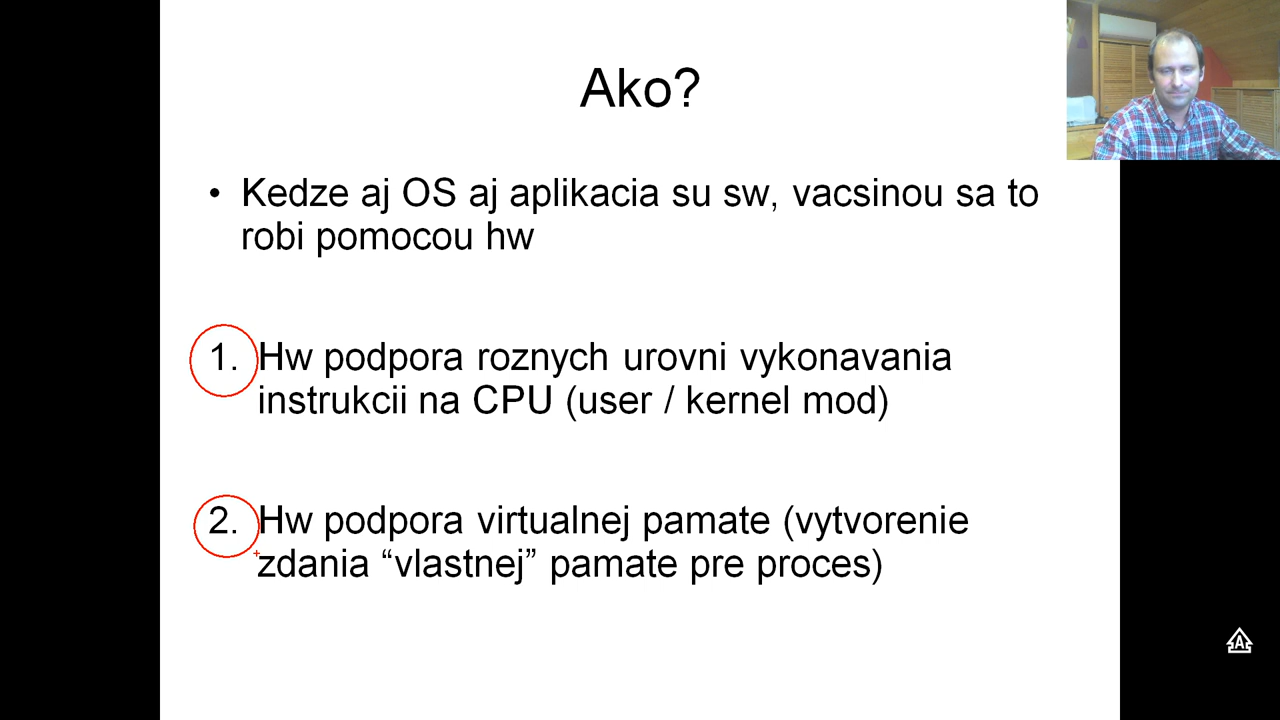 Ako?
• Kedze aj OS aj aplikacia su sw, vacsinou sa to
robi pomocou hw
1. Hw podpora roznych urovni vykonavania
instrukcii na CPU (user / kernel mod)
2. Hw podpora virtualnej pamate (vytvorenie
zdania “vlastnej” pamate pre proces)
A